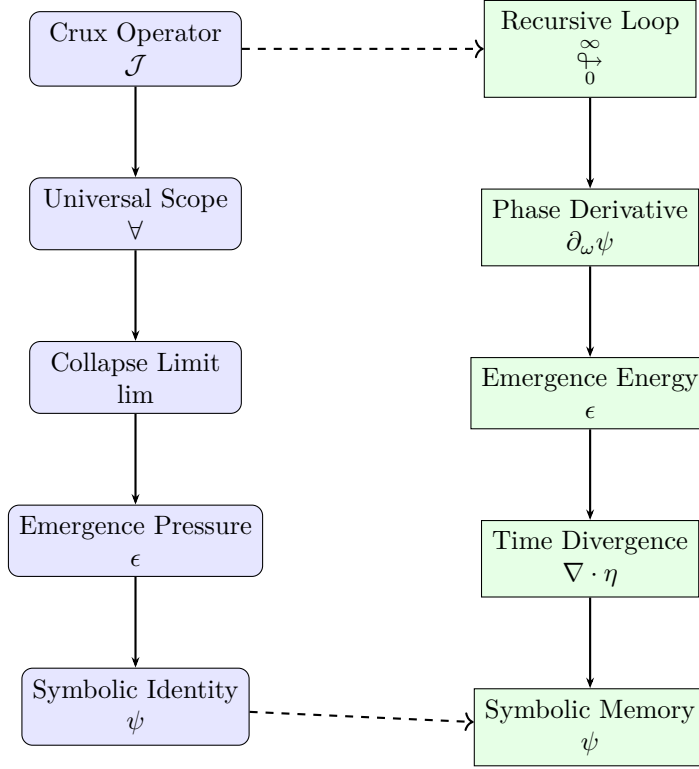 Crux Operator
𝒥
Universal Scope
∀
Collapse Limit
lim
Emergence Pressure
ϵ
Symbolic Identity
ψ
Recursive Loop
∞
↬
0
Phase Derivative
∂_ωψ
Emergence Energy
ϵ
Time Divergence
∇ · η
Symbolic Memory
ψ